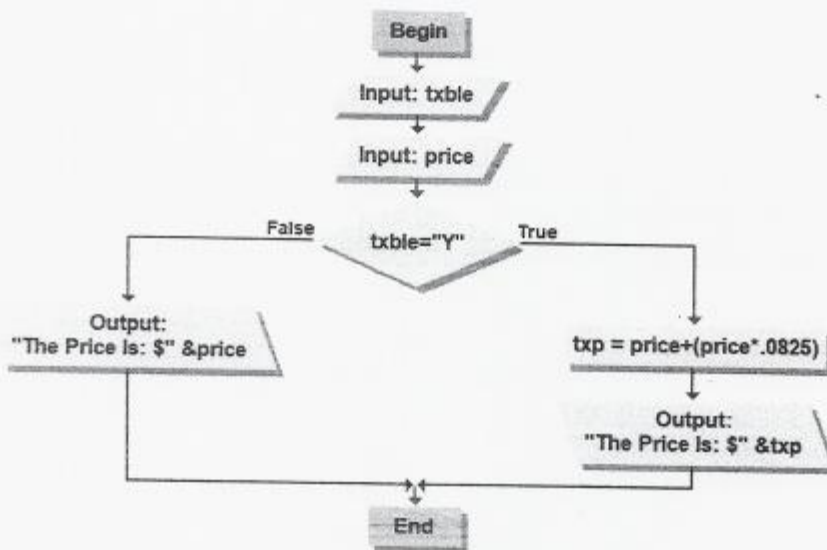 Begin
Input: txble
Input: price
False
txble="Y"
True
Output:
"The Price Is: $" &price
txp = price+(price*.0825)
Output:
"The Price Is: $" &txp
End